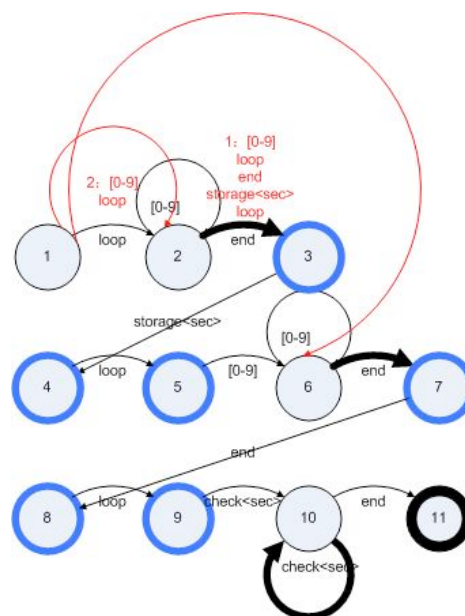 1：[0-9]
loop
end
storage<sec>
loop
2：[0-9]
loop
[0-9]
1
loop
2
end
3
storage<sec>
[0-9]
4
loop
5
[0-9]
6
end
7
end
8
loop
9
check<sec>
10
end
11
check<sec>